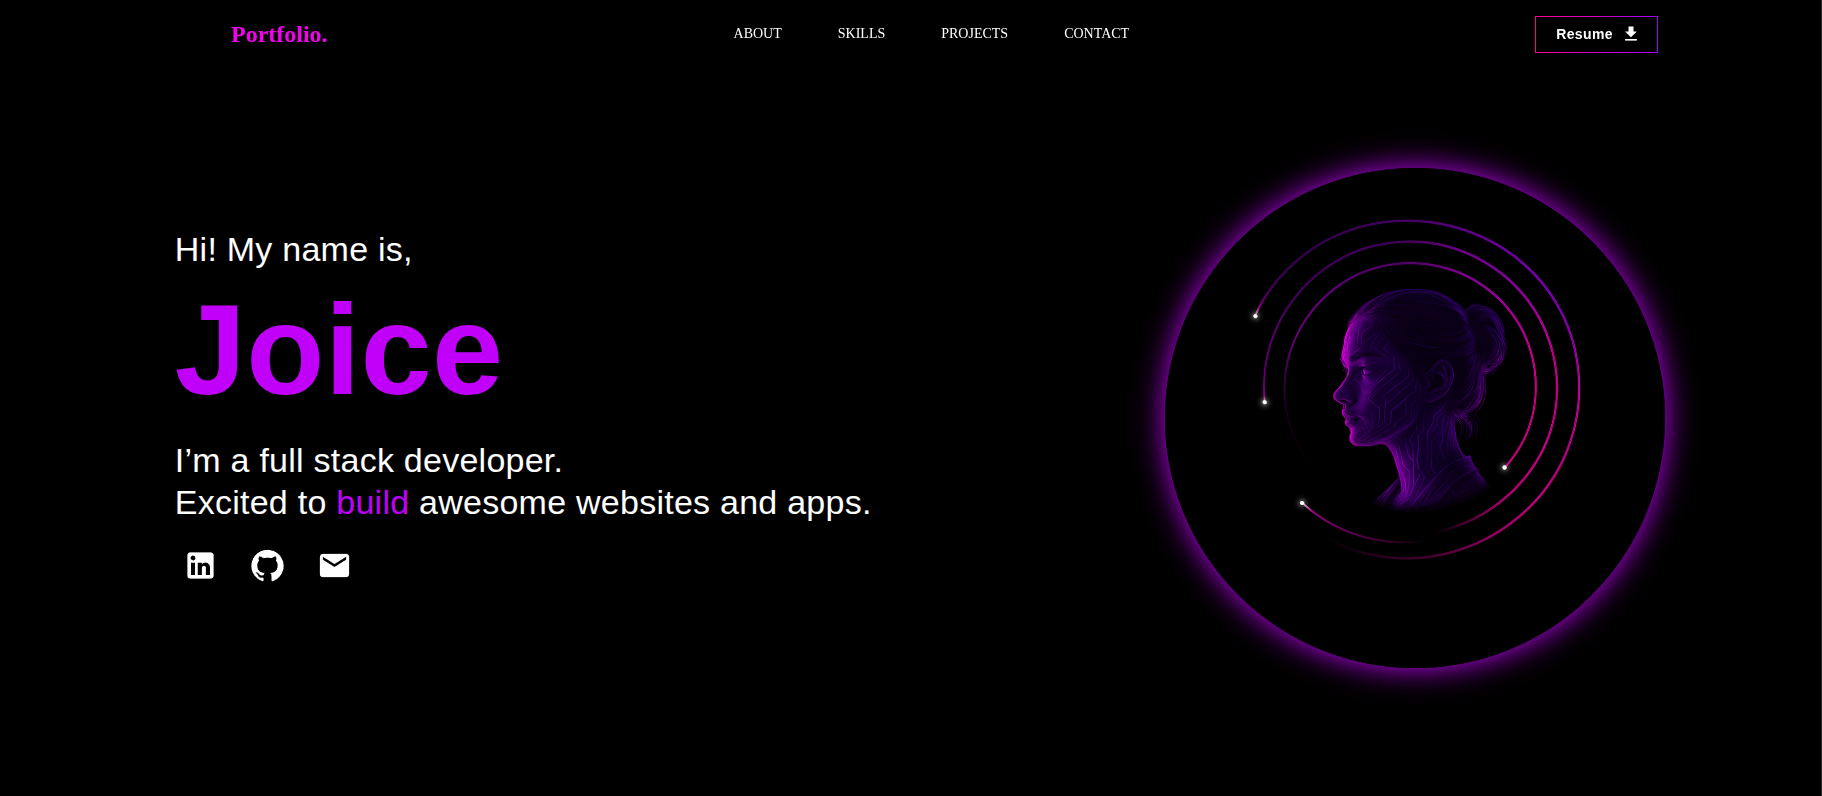 Portfolio.
ABOUT SKILLS PROJECTS CONTACT
Resume
Hi! My name is,
Joice
I’m a full stack developer.
Excited to build awesome websites and apps.